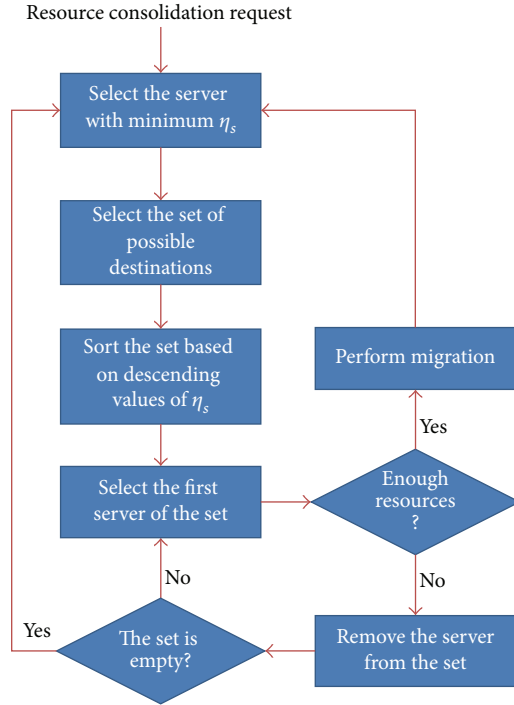 Resource consolidation request
Select the server
with minimum ηs
Select the set of
possible
destinations
Sort the set based
on descending
values of ηs
Perform migration
Yes
Select the first
server of the set
Enough
resources
?
No
No
Yes
The set is
empty?
Remove the server
from the set